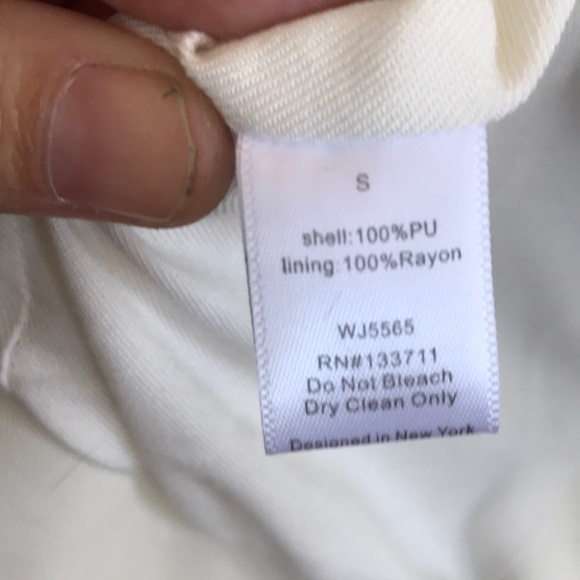 S
shell:100%PU
lining:100%Rayon
WJ5565
RN#133711
Do Not Bleach
Dry Clean Only
Designed in New York